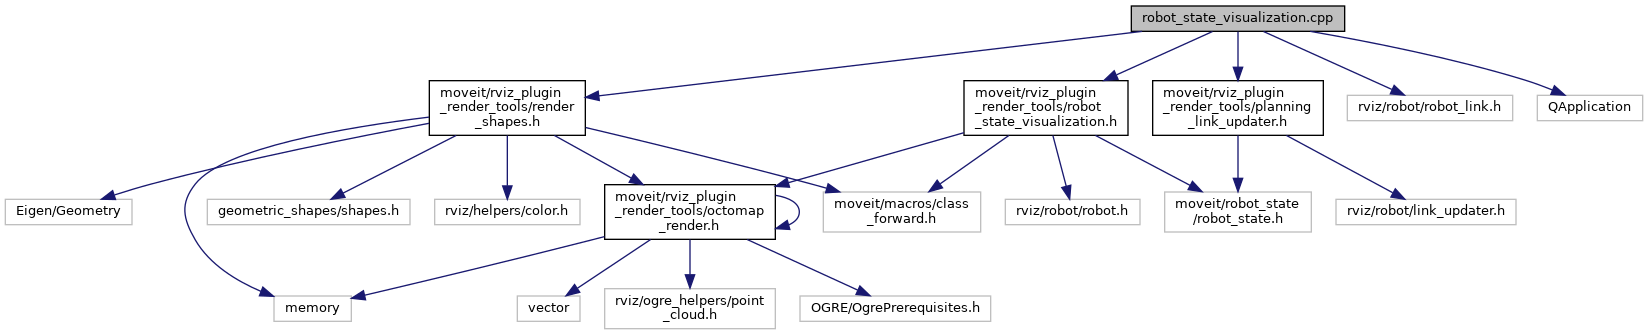 robot_state_visualization.cpp
moveit/rviz_plugin
_render_tools/render
_shapes.h
moveit/rviz_plugin
_render_tools/robot
_state_visualization.h
moveit/rviz_plugin
_render_tools/planning
_link_updater.h
rviz/robot/robot_link.h
QApplication
Eigen/Geometry
geometric_shapes/shapes.h
rviz/helpers/color.h
moveit/rviz_plugin
_render_tools/octomap
_render.h
moveit/macros/class
_forward.h
rviz/robot/robot.h
moveit/robot_state
/robot_state.h
rviz/robot/link_updater.h
memory
vector
rviz/ogre_helpers/point
_cloud.h
OGRE/OgrePrerequisites.h